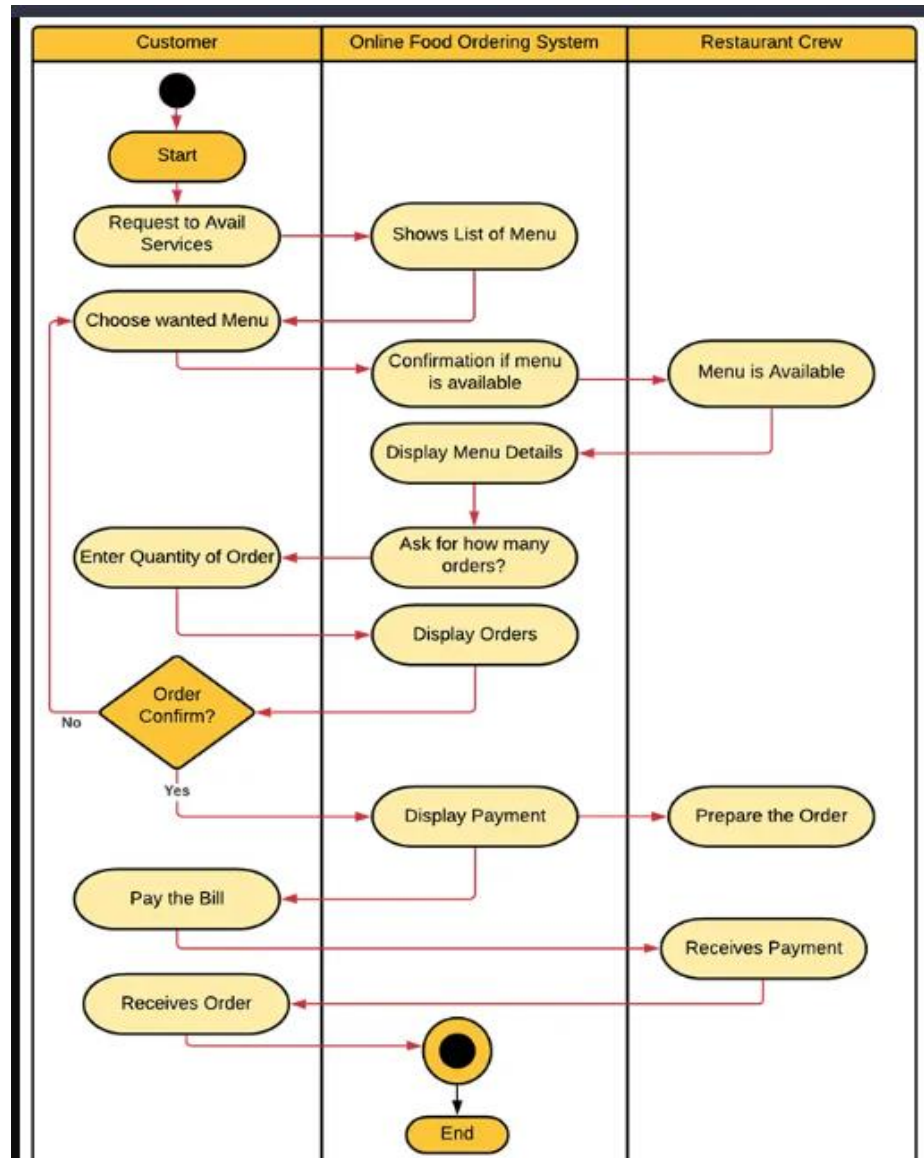 Customer
Online Food Ordering System
Restaurant Crew
Start
Request to Avail
Services
Shows List of Menu
Choose wanted Menu
Confirmation if menu
is available
Menu is Available
Display Menu Details
Enter Quantity of Order
Ask for how many
orders?
Display Orders
Order
Confirm?
No
Yes
Display Payment
Prepare the Order
Pay the Bill
Receives Payment
Receives Order
End